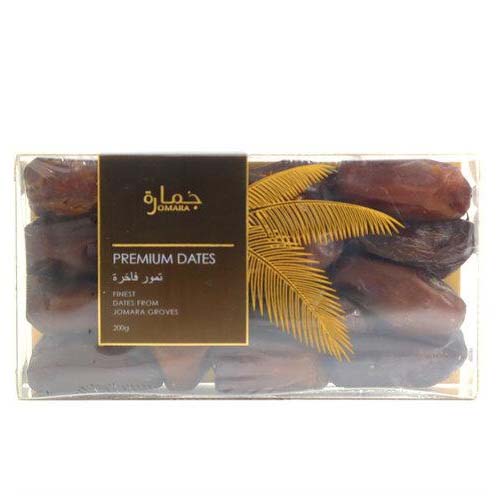 جمارة
JOMARA
PREMIUM DATES
تمور فاخرة
FINEST
DATES FROM
JOMARA GROVES
200g